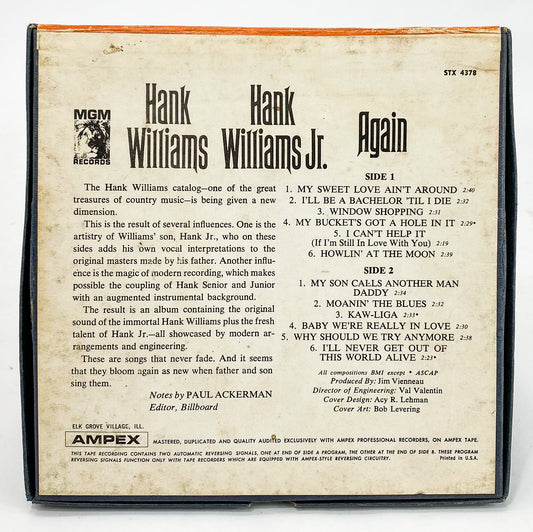 STX 4378
MGM
RECORDS
Hank
Williams
Hank
Williams Jr.
Again
The Hank Williams catalog—one of the great
treasures of country music—is being given a new
dimension.
This is the result of several influences. One is the
artistry of Williams' son, Hank Jr., who on these
sides adds his own vocal interpretations to the
original masters made by his father. Another influ-
ence is the magic of modern recording, which makes
possible the coupling of Hank Senior and Junior
with an augmented instrumental background.
The result is an album containing the original
sound of the immortal Hank Williams plus the fresh
talent of Hank Jr.—all showcased by modern ar-
rangements and engineering.
These are songs that never fade. And it seems
that they bloom again as new when father and son
sing them.
Notes by PAUL ACKERMAN
Editor, Billboard
SIDE 1
1. MY SWEET LOVE AIN'T AROUND 2:40
2. I'LL BE A BACHELOR 'TIL I DIE 2:32
3. WINDOW SHOPPING 2:31
4. MY BUCKET'S GOT A HOLE IN IT 2:29*
5. I CAN'T HELP IT
(If I'm Still In Love With You) 2:19
6. HOWLIN' AT THE MOON 2:39
SIDE 2
1. MY SON CALLS ANOTHER MAN
DADDY 2:34
2. MOANIN' THE BLUES 2:32
3. KAW-LIGA 2:33*
4. BABY WE'RE REALLY IN LOVE 2:30
5. WHY SHOULD WE TRY ANYMORE 2:38
6. I'LL NEVER GET OUT OF
THIS WORLD ALIVE 2:23*
All compositions BMI except * ASCAP
Produced By: Jim Vienneau
Director of Engineering: Val Valentin
Cover Design: Acy R. Lehman
Cover Art: Bob Levering
ELK GROVE VILLAGE, ILL.
AMPEX MASTERED, DUPLICATED AND QUALITY AUDITED EXCLUSIVELY WITH AMPEX PROFESSIONAL RECORDERS, ON AMPEX TAPE.
THIS TAPE RECORDING CONTAINS TWO AUTOMATIC REVERSING SIGNALS, ONE AT END OF SIDE A PROGRAM, THE OTHER AT THE END OF SIDE B. THESE PROGRAM
REVERSING SIGNALS FUNCTION ONLY WITH TAPE RECORDERS WHICH ARE EQUIPPED WITH AMPEX-STYLE REVERSING CIRCUITRY. Printed in U.S.A.